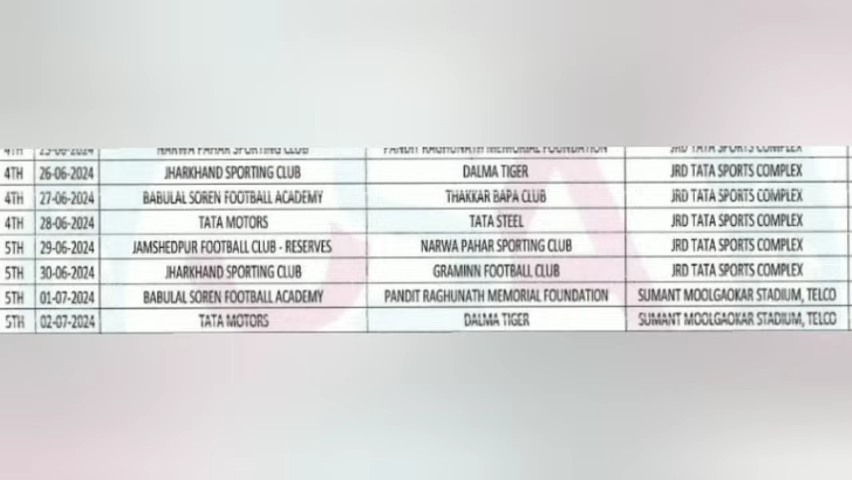 4TH 25-06-2024 NARWA PAHAR SPORTING CLUB PANDIT RAGHUNATH MEMORIAL FOUNDATION JRD TATA SPORTS COMPLEX
4TH 26-06-2024 JHARKHAND SPORTING CLUB DALMA TIGER JRD TATA SPORTS COMPLEX
4TH 27-06-2024 BABULAL SOREN FOOTBALL ACADEMY THAKKAR BAPA CLUB JRD TATA SPORTS COMPLEX
4TH 28-06-2024 TATA MOTORS TATA STEEL JRD TATA SPORTS COMPLEX
5TH 29-06-2024 JAMSHEDPUR FOOTBALL CLUB - RESERVES NARWA PAHAR SPORTING CLUB JRD TATA SPORTS COMPLEX
5TH 30-06-2024 JHARKHAND SPORTING CLUB GRAMINN FOOTBALL CLUB JRD TATA SPORTS COMPLEX
5TH 01-07-2024 BABULAL SOREN FOOTBALL ACADEMY PANDIT RAGHUNATH MEMORIAL FOUNDATION SUMANT MOOLGAOKAR STADIUM, TELCO
5TH 02-07-2024 TATA MOTORS DALMA TIGER SUMANT MOOLGAOKAR STADIUM, TELCO